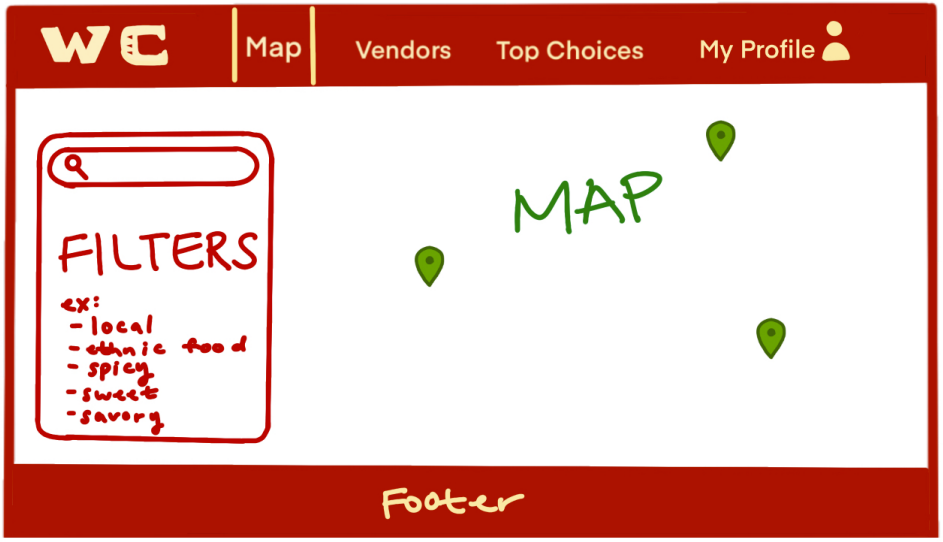 WC
Map
Vendors
Top Choices
My Profile
FILTERS
ex:
- local
- ethnic food
- spicy
- sweet
- savory
MAP
Footer